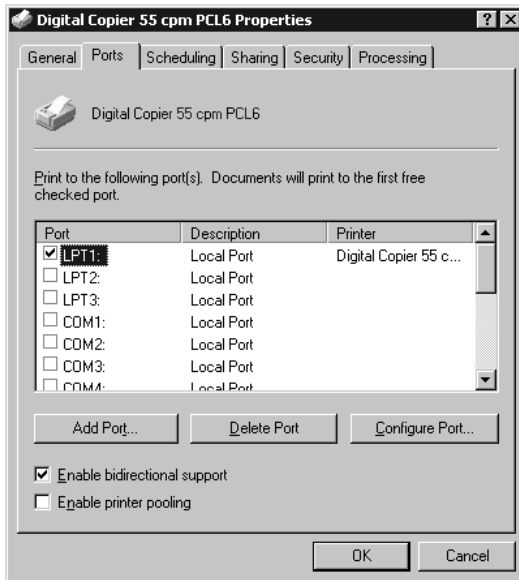 Digital Copier 55 cpm PCL6 Properties
General Ports Scheduling Sharing Security Processing
Digital Copier 55 cpm PCL6
Print to the following port(s). Documents will print to the first free
checked port.
Port Description Printer
LPT1: Local Port Digital Copier 55 c...
LPT2: Local Port
LPT3: Local Port
COM1: Local Port
COM2: Local Port
COM3: Local Port
COM4: Local Port
Add Port... Delete Port Configure Port...
Enable bidirectional support
Enable printer pooling
OK Cancel